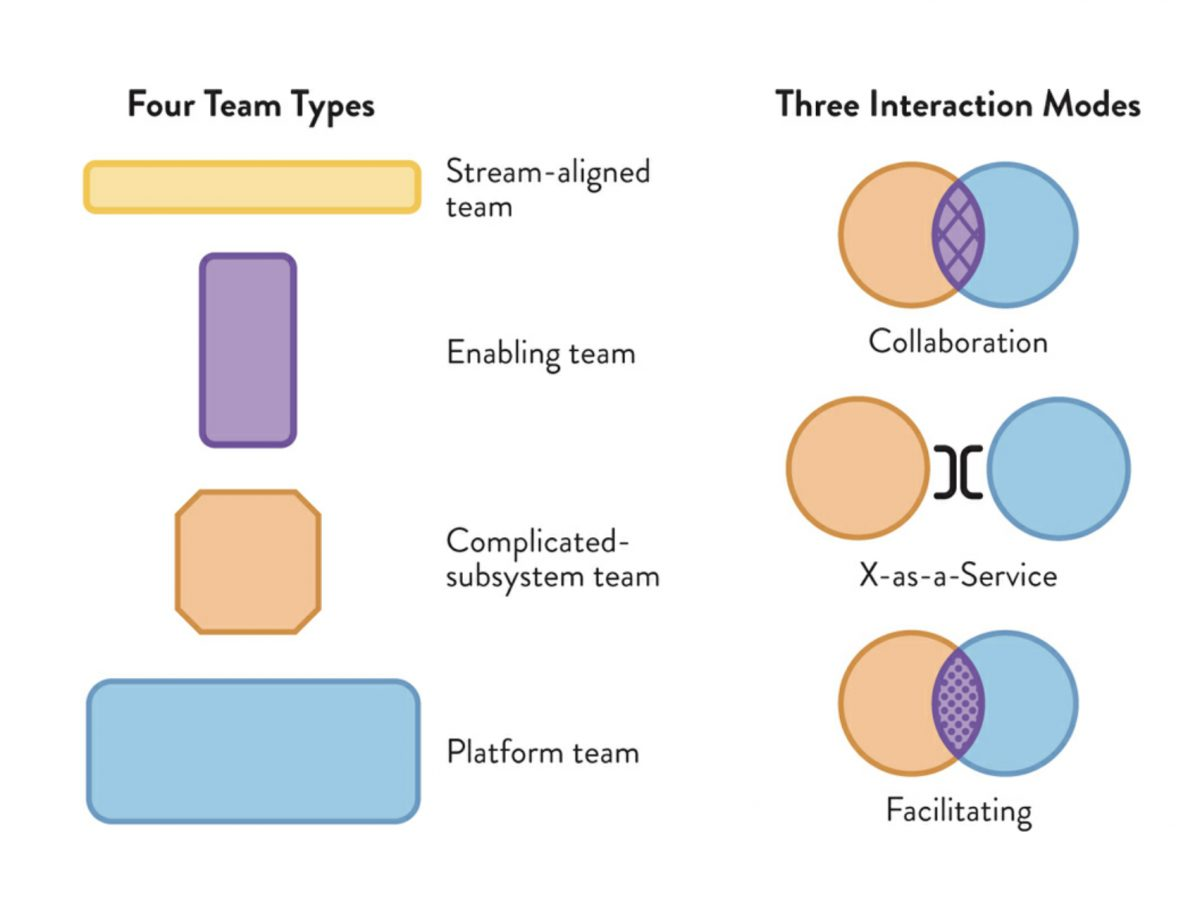 Four Team Types
Stream-aligned
team
Enabling team
Complicated-
subsystem team
Platform team
Three Interaction Modes
Collaboration
X-as-a-Service
Facilitating